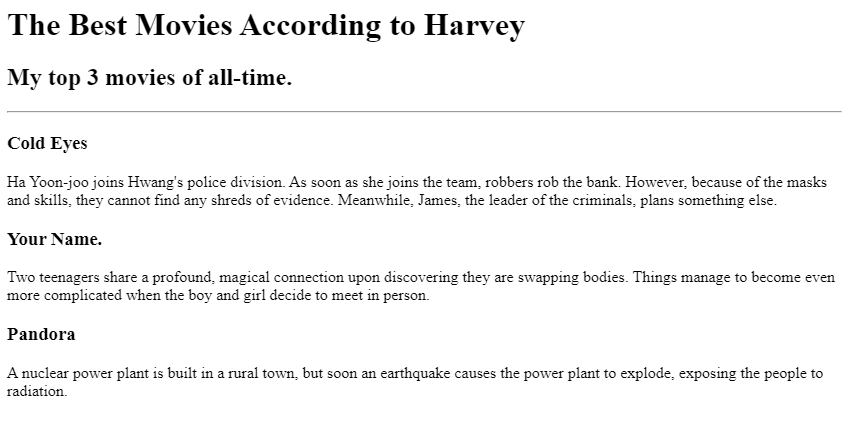 The Best Movies According to Harvey
My top 3 movies of all-time.
Cold Eyes
Ha Yoon-joo joins Hwang's police division. As soon as she joins the team, robbers rob the bank. However, because of the masks
and skills, they cannot find any shreds of evidence. Meanwhile, James, the leader of the criminals, plans something else.
Your Name.
Two teenagers share a profound, magical connection upon discovering they are swapping bodies. Things manage to become even
more complicated when the boy and girl decide to meet in person.
Pandora
A nuclear power plant is built in a rural town, but soon an earthquake causes the power plant to explode, exposing the people to
radiation.